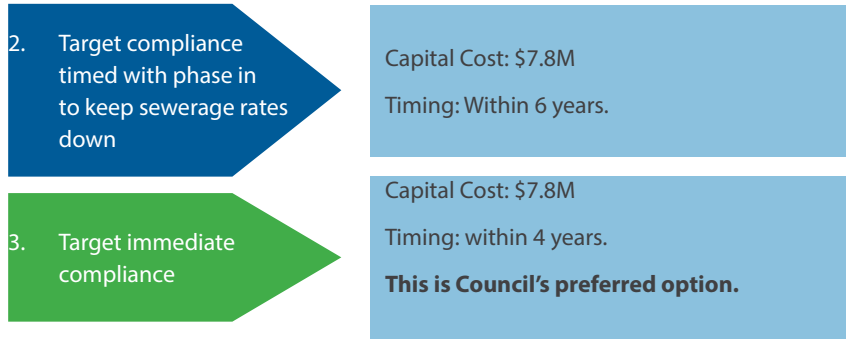 2. Target compliance
timed with phase in
to keep sewerage rates
down
Capital Cost: $7.8M
Timing: Within 6 years.
3. Target immediate
compliance
Capital Cost: $7.8M
Timing: within 4 years.
This is Council’s preferred option.